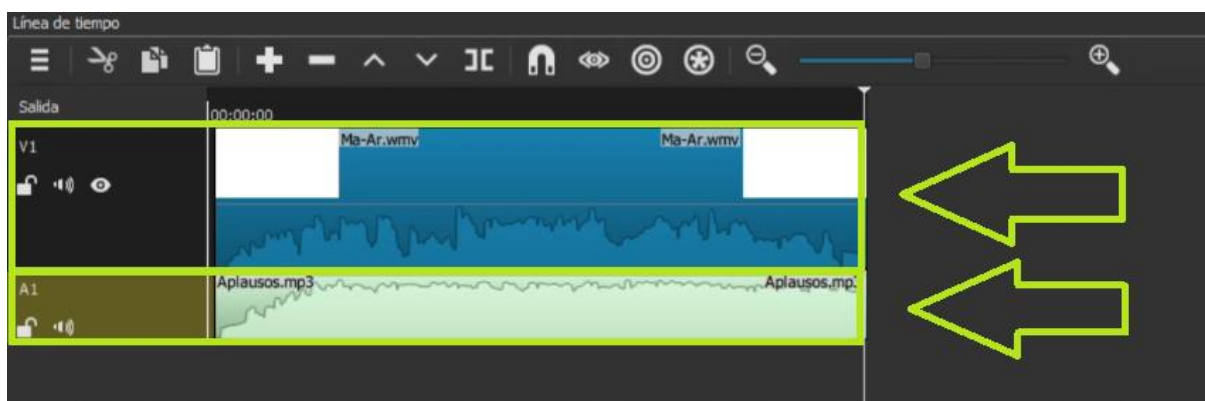 Línea de tiempo
Salida
00:00:00
V1
Ma-Ar.wmv Ma-Ar.wmv
A1
Aplausos.mp3 Aplausos.mp3